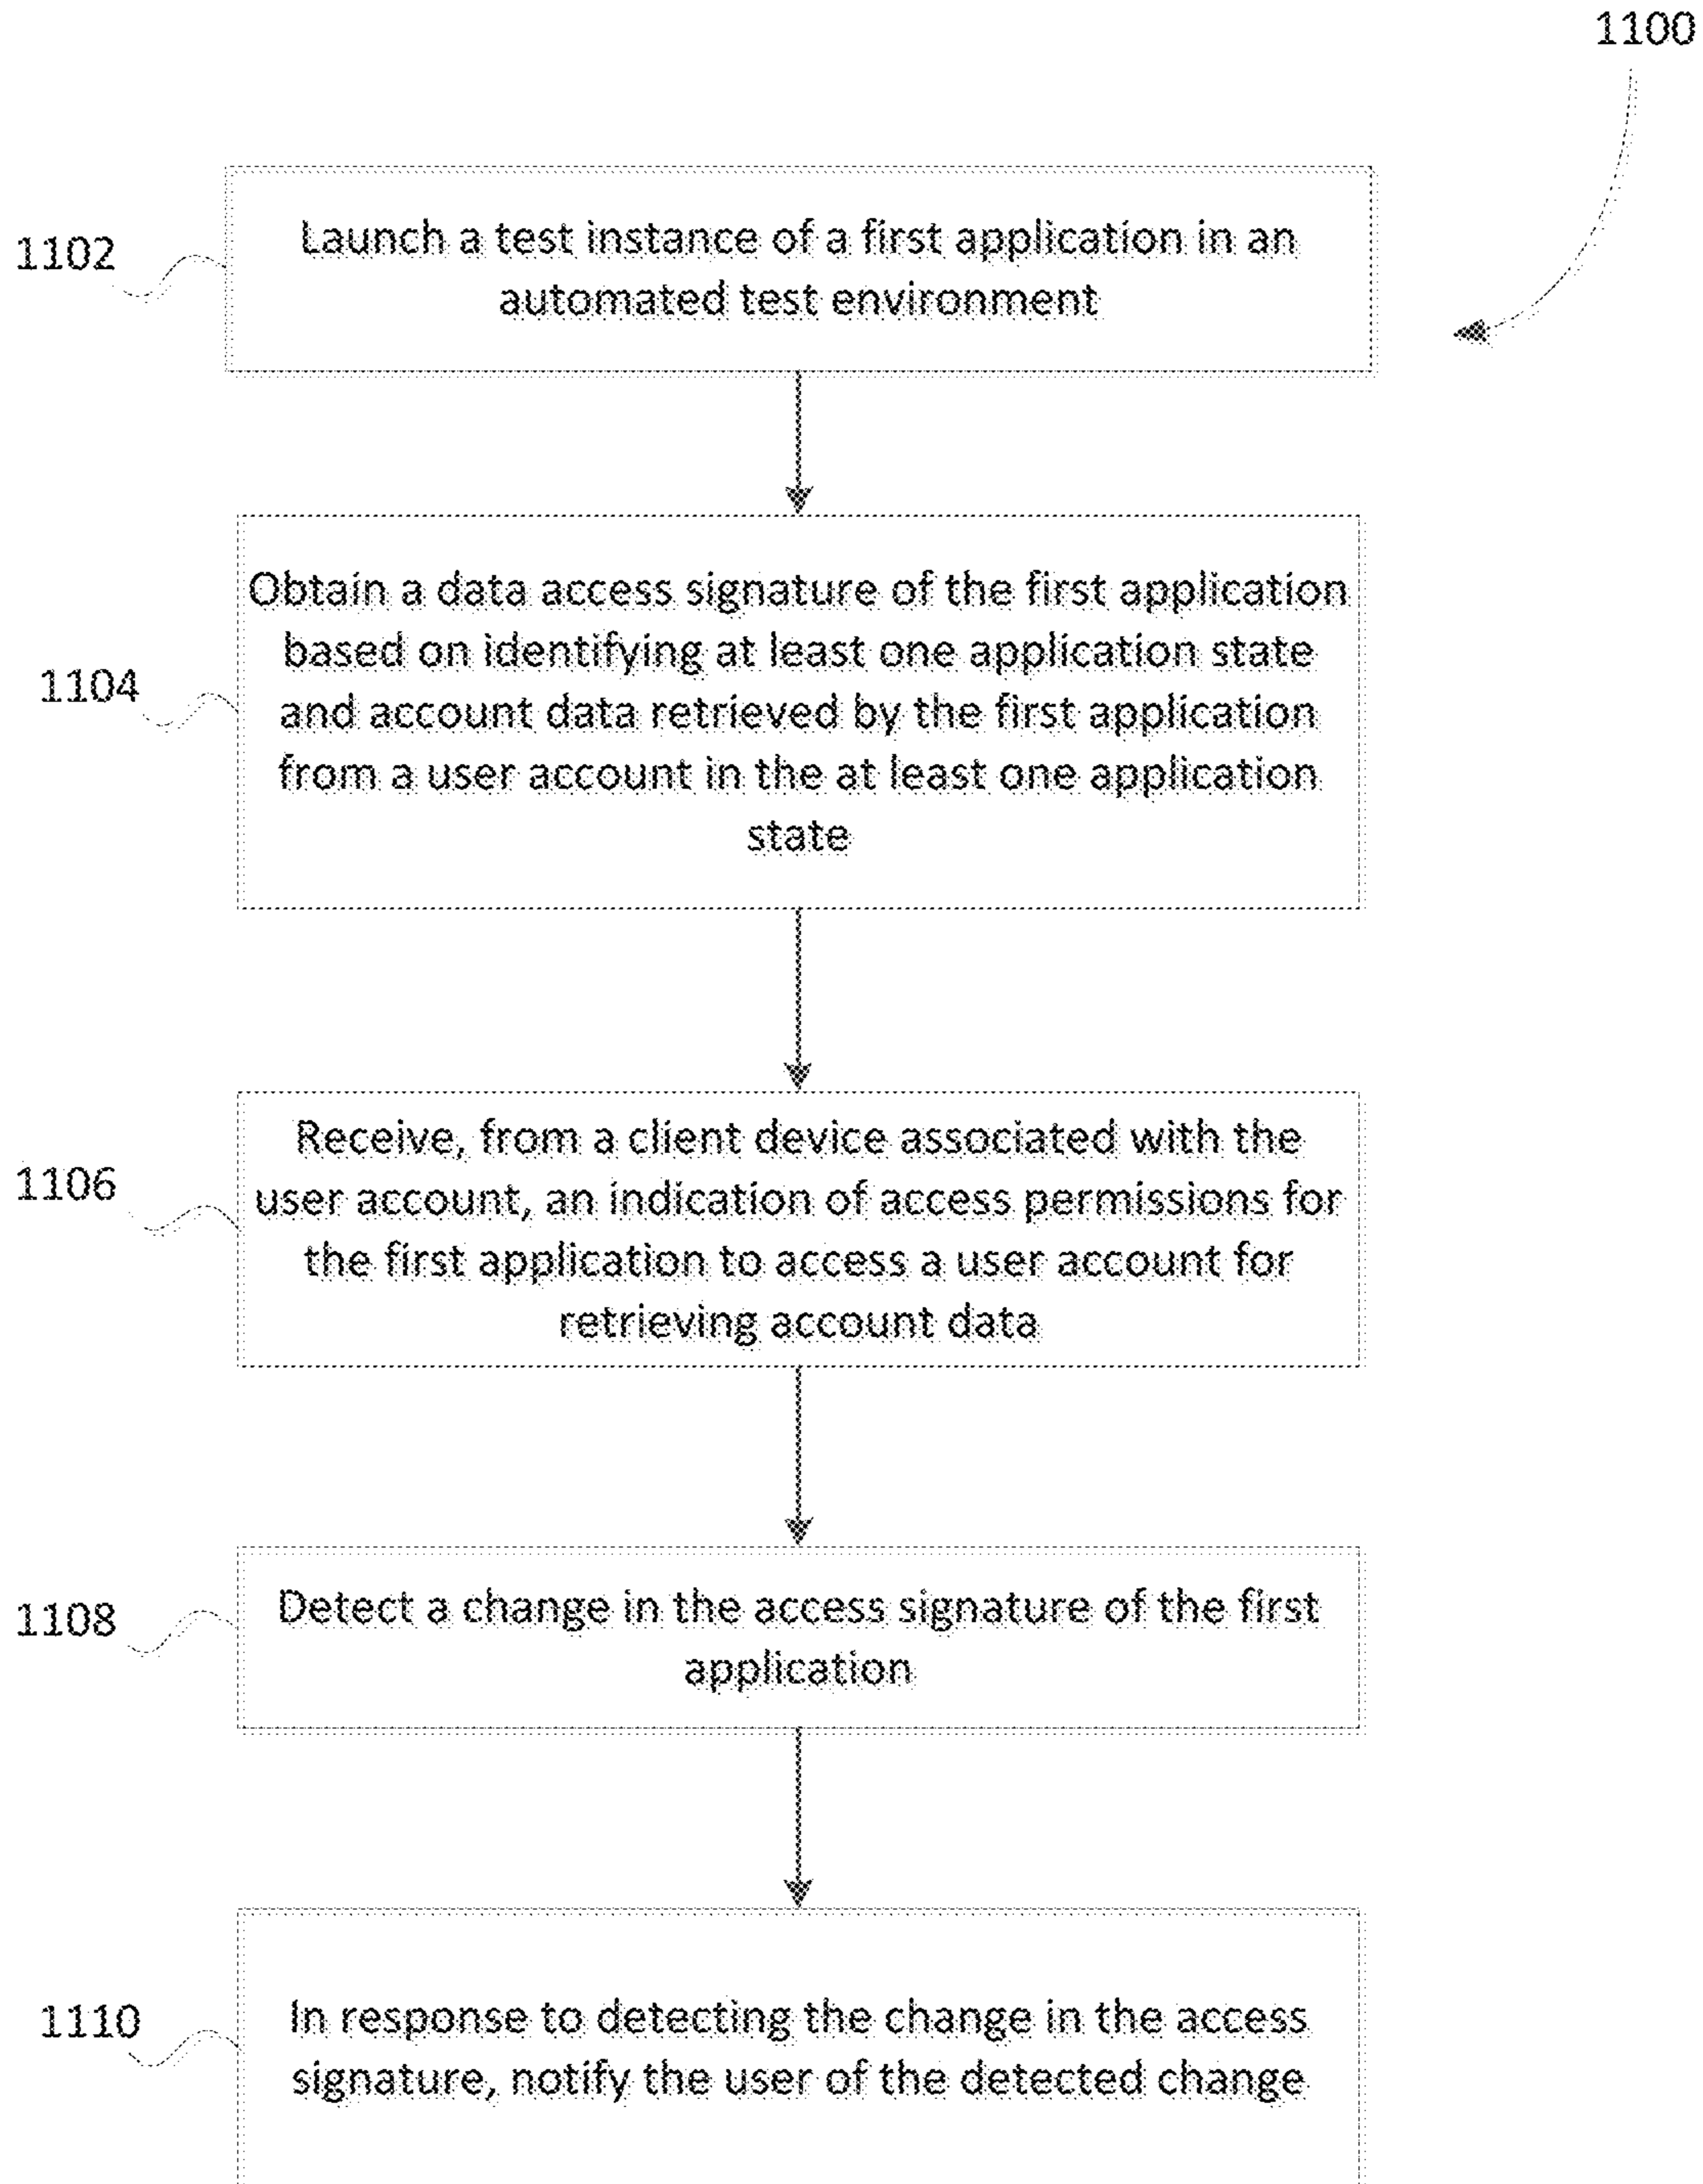 1100
1102
Launch a test instance of a first application in an
automated test environment
1104
Obtain a data access signature of the first application
based on identifying at least one application state
and account data retrieved by the first application
from a user account in the at least one application
state
1106
Receive, from a client device associated with the
user account, an indication of access permissions for
the first application to access a user account for
retrieving account data
1108
Detect a change in the access signature of the first
application
1110
In response to detecting the change in the access
signature, notify the user of the detected change